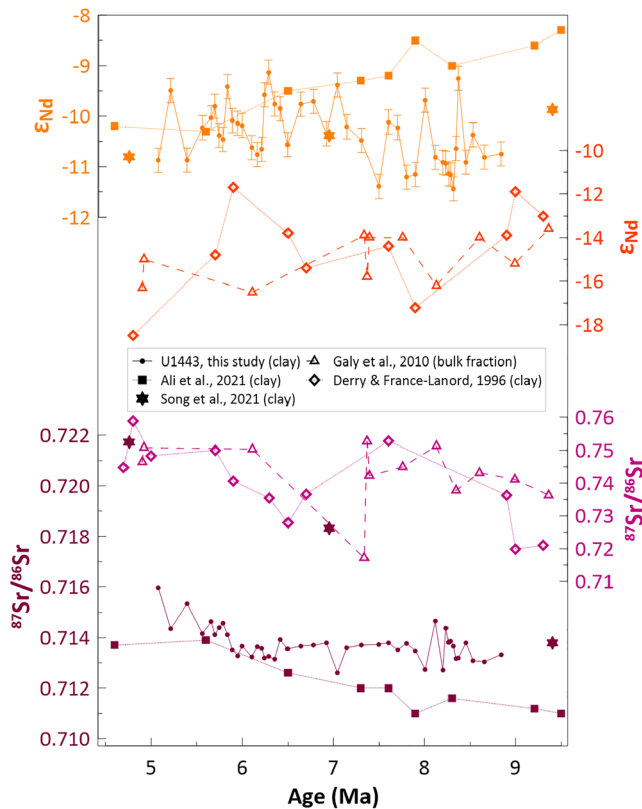 -8
-9
-10
-11
-12
εNd
-10
-12
-14
-16
-18
εNd
U1443, this study (clay)
Galy et al., 2010 (bulk fraction)
Ali et al., 2021 (clay)
Derry & France-Lanord, 1996 (clay)
Song et al., 2021 (clay)
0.722
0.720
0.718
0.716
0.714
0.712
0.710
87Sr/86Sr
0.76
0.75
0.74
0.73
0.72
0.71
87Sr/86Sr
5 6 7 8 9
Age (Ma)